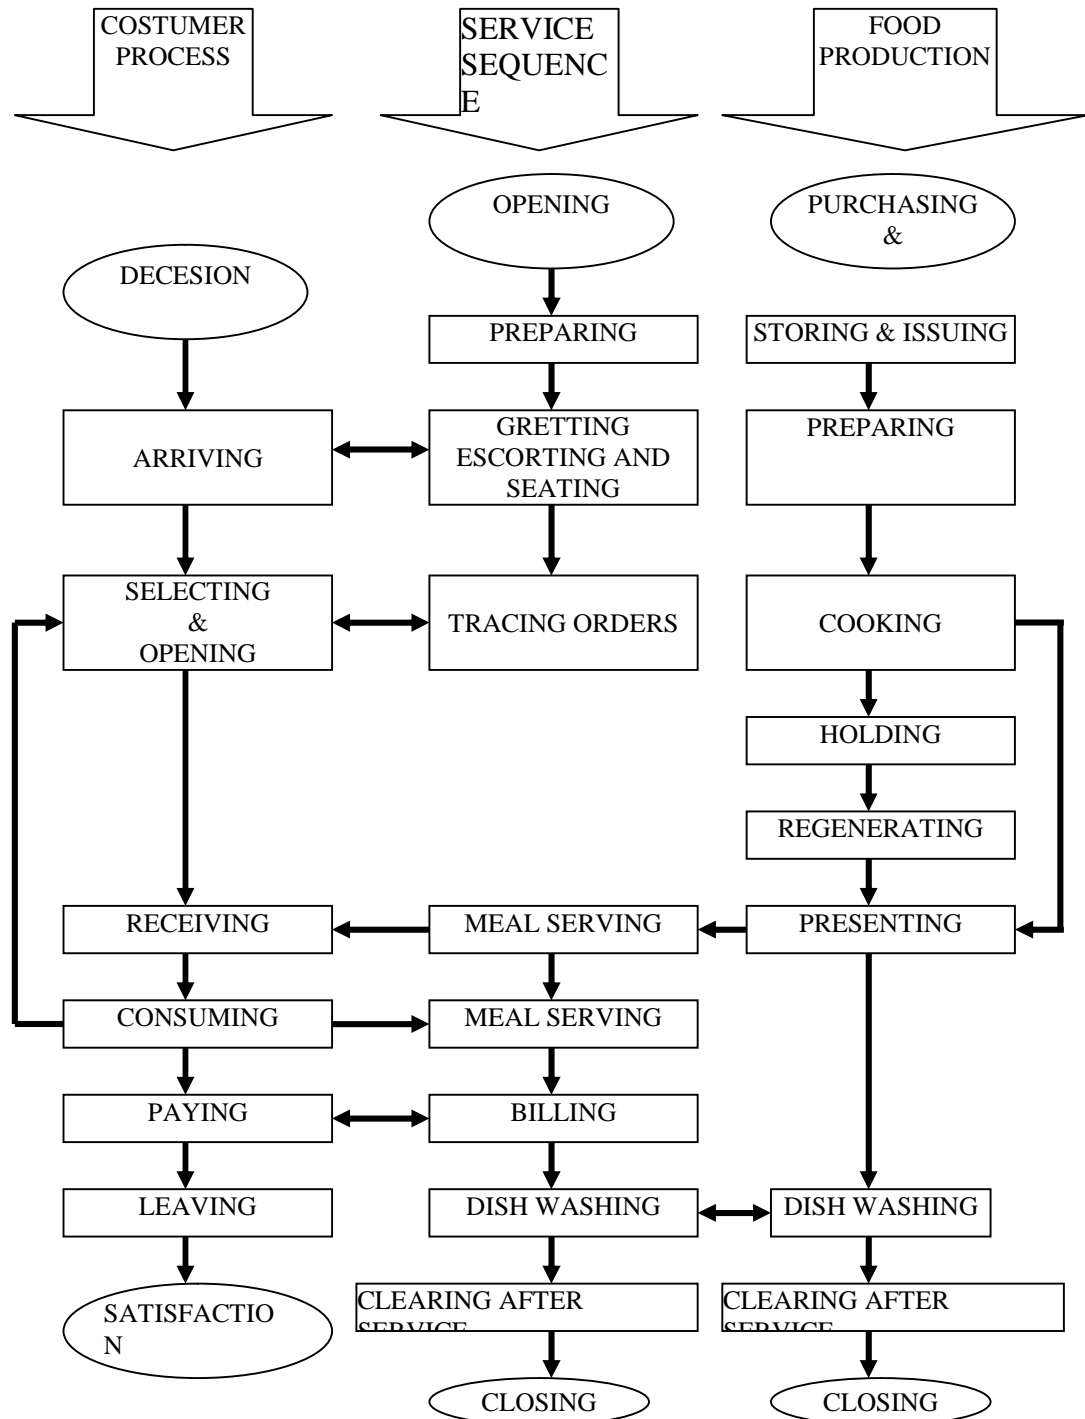 COSTUMER
PROCESS
SERVICE
SEQUENC
E
FOOD
PRODUCTION
OPENING
PURCHASING
&
DECESION
PREPARING
STORING & ISSUING
ARRIVING
GRETTING
ESCORTING AND
SEATING
PREPARING
SELECTING
&
OPENING
TRACING ORDERS
COOKING
HOLDING
REGENERATING
RECEIVING
MEAL SERVING
PRESENTING
CONSUMING
MEAL SERVING
PAYING
BILLING
LEAVING
DISH WASHING
DISH WASHING
SATISFACTIO
N
CLEARING AFTER
SERVICE
CLEARING AFTER
SERVICE
CLOSING
CLOSING